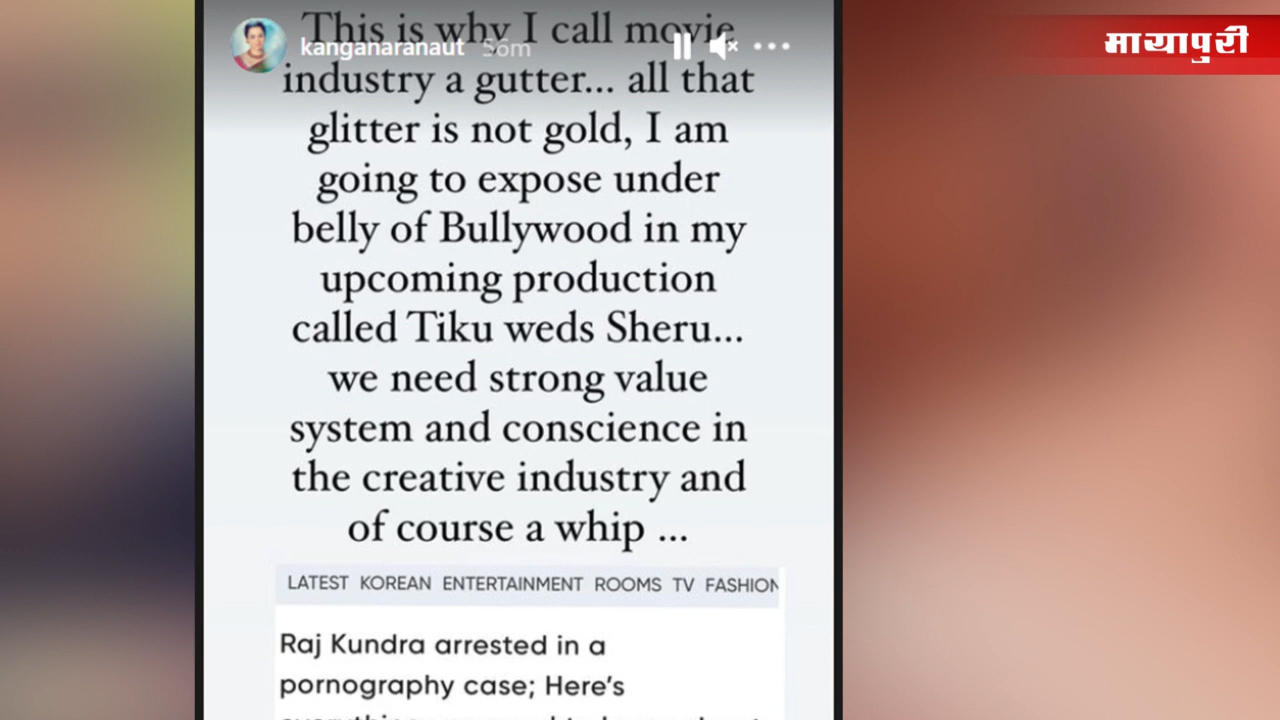 This is why I call movie
kanganaranaut 56m
मायापुरी
industry a gutter... all that
glitter is not gold, I am
going to expose under
belly of Bullywood in my
upcoming production
called Tiku weds Sheru...
we need strong value
system and conscience in
the creative industry and
of course a whip ...
LATEST KOREAN ENTERTAINMENT ROOMS TV FASHION
Raj Kundra arrested in a
pornography case; Here's